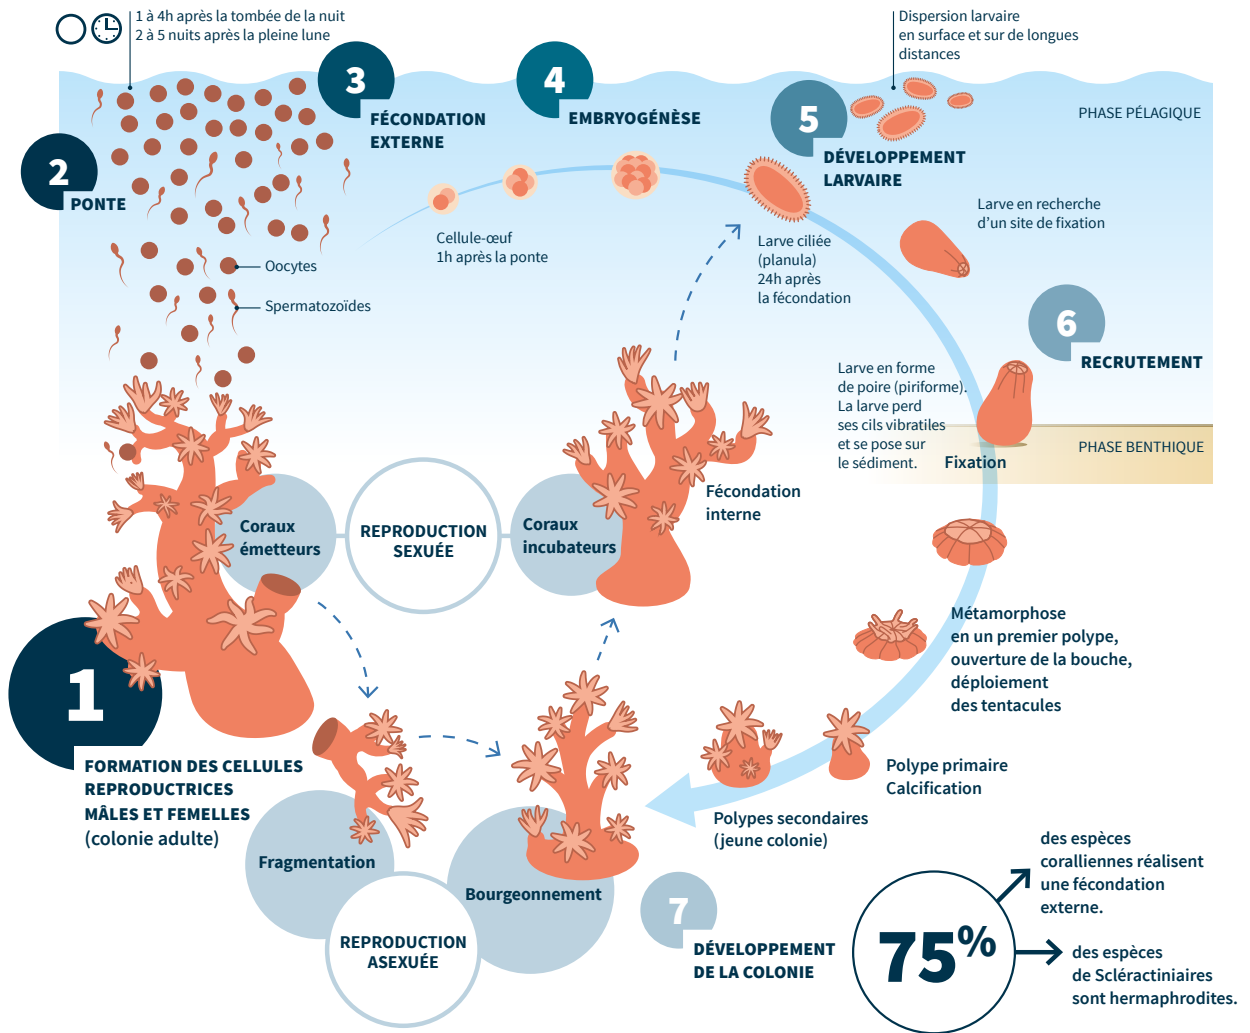 1 à 4h après la tombée de la nuit
2 à 5 nuits après la pleine lune
Dispersion larvaire
en surface et sur de longues
distances
3
FÉCONDATION
EXTERNE
4
EMBRYOGÉNÈSE
5
DÉVELOPPEMENT
LARVAIRE
PHASE PÉLAGIQUE
2
PONTE
Cellule-œuf
1h après la ponte
Larve ciliée
(planula)
24h après
la fécondation
Larve en recherche
d’un site de fixation
Oocytes
Spermatozoïdes
6
RECRUTEMENT
Larve en forme
de poire (piriforme).
La larve perd
ses cils vibratiles
et se pose sur
le sédiment.
Fixation
PHASE BENTHIQUE
Coraux
émetteurs
REPRODUCTION
SEXUÉE
Coraux
incubateurs
Fécondation
interne
Métamorphose
en un premier polype,
ouverture de la bouche,
déploiement
des tentacules
1
FORMATION DES CELLULES
REPRODUCTRICES
MÂLES ET FEMELLES
(colonie adulte)
Polype primaire
Calcification
Polypes secondaires
(jeune colonie)
Fragmentation
Bourgeonnement
REPRODUCTION
ASEXUÉE
7
DÉVELOPPEMENT
DE LA COLONIE
75%
des espèces
coralliennes réalisent
une fécondation
externe.
des espèces
de Scléractiniaires
sont hermaphrodites.